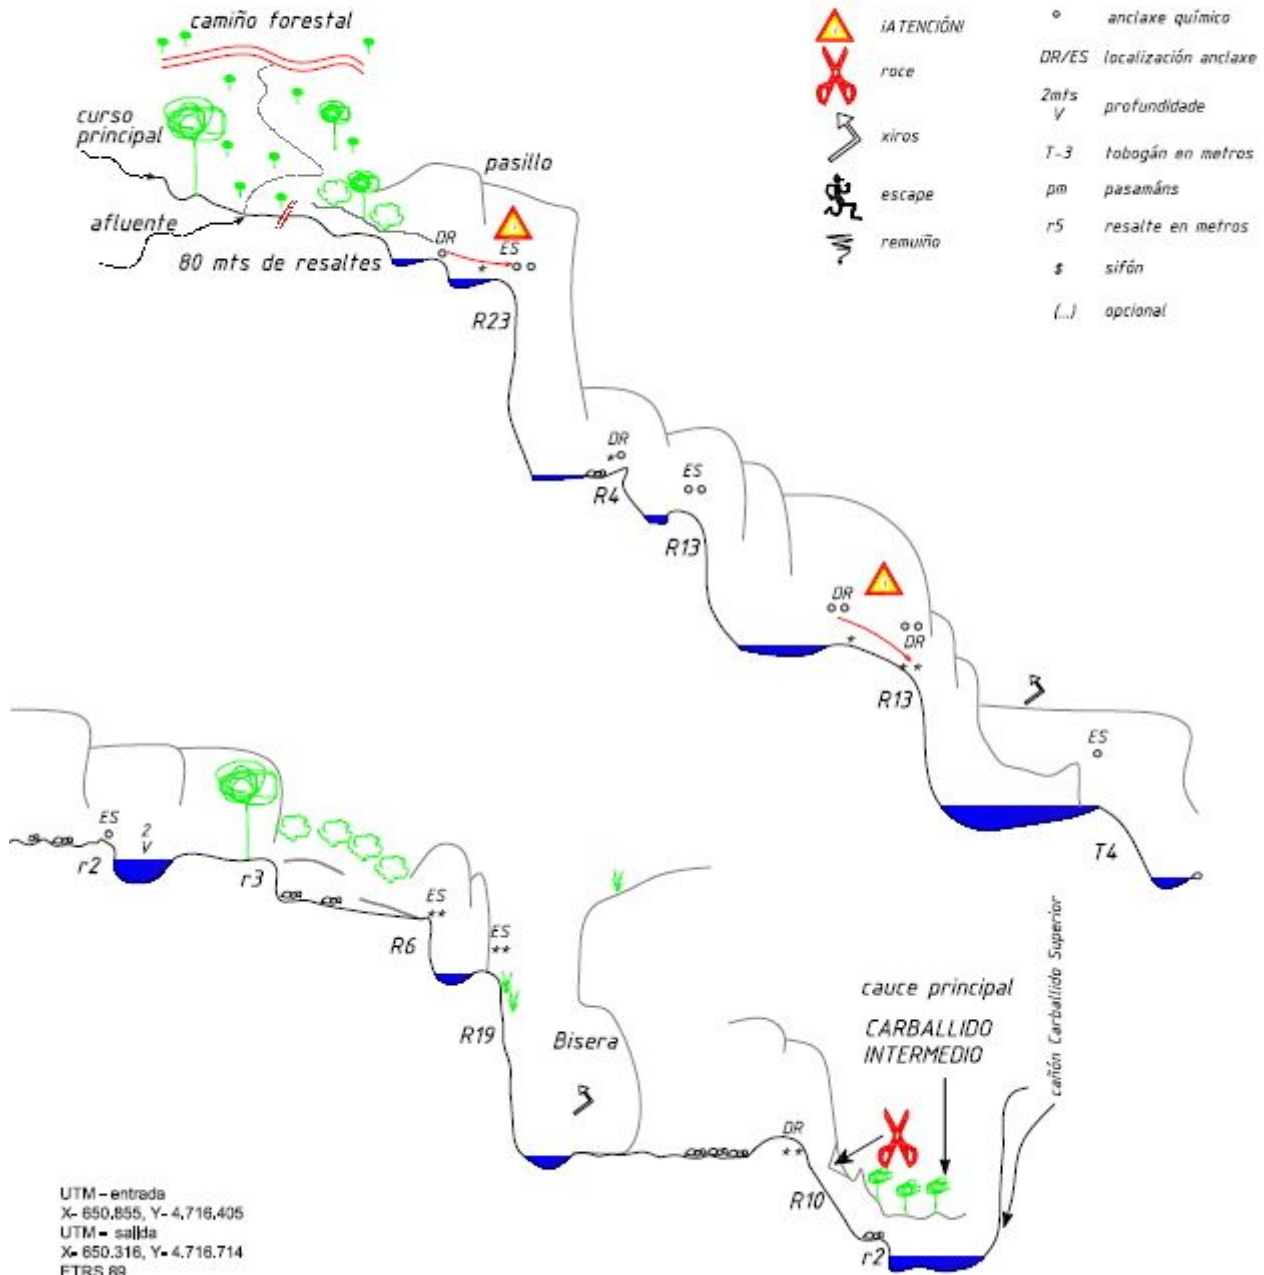 camiño forestal
curso
principal
afluente
80 mts de resaltes
pasillo
DR
ES
R23
DR
R4
ES
R13
DR
DR
R13
ES
T4
¡ATENCIÓN!
roce
xiros
escape
remuiño
anclaxe químico
DR/ES localización anclaxe
2mts
V profundidade
T-3 tobogán en metros
pm pasamáns
r5 resalte en metros
$ sifón
(...) opcional
ES
r2
2
V
r3
ES
R6
ES
R19
Bisera
DR
R10
r2
cauce principal
CARBALLIDO
INTERMEDIO
cañón Carballido Superior
UTM - entrada
X- 650.855, Y- 4.716.405
UTM - salida
X- 650.316, Y- 4.716.714
ETRS 89